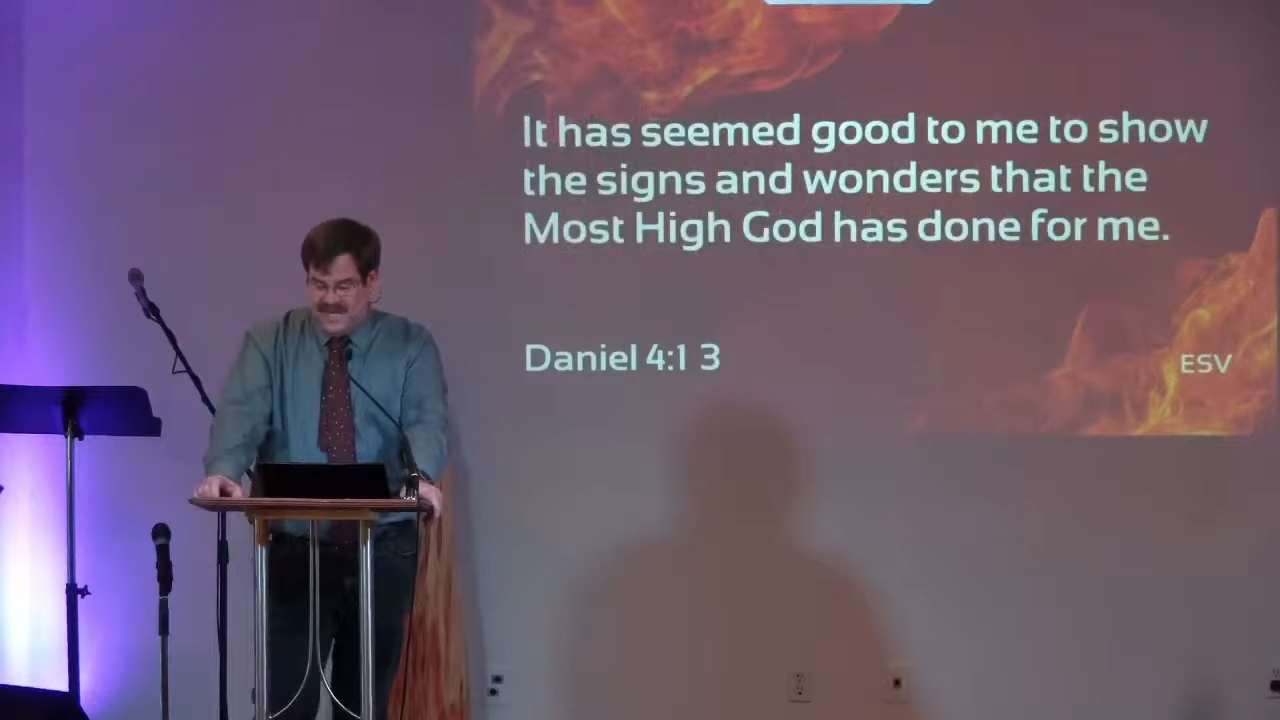 It has seemed good to me to show
the signs and wonders that the
Most High God has done for me.
Daniel 4:1 3
ESV